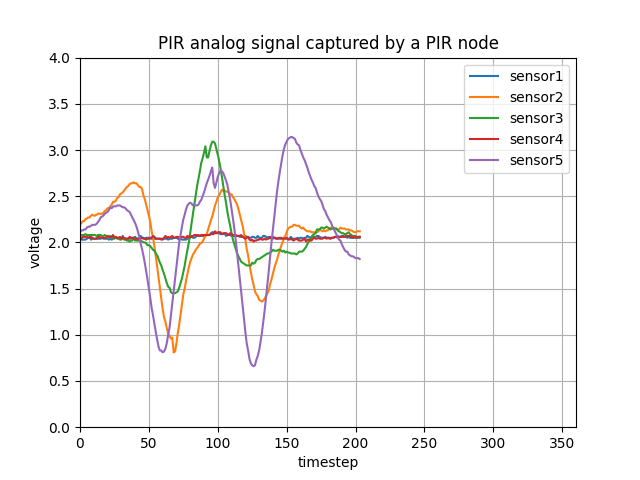 PIR analog signal captured by a PIR node
4.0
3.5
3.0
2.5
2.0
1.5
1.0
0.5
0.0
voltage
sensor1
sensor2
sensor3
sensor4
sensor5
0 50 100 150 200 250 300 350
timestep